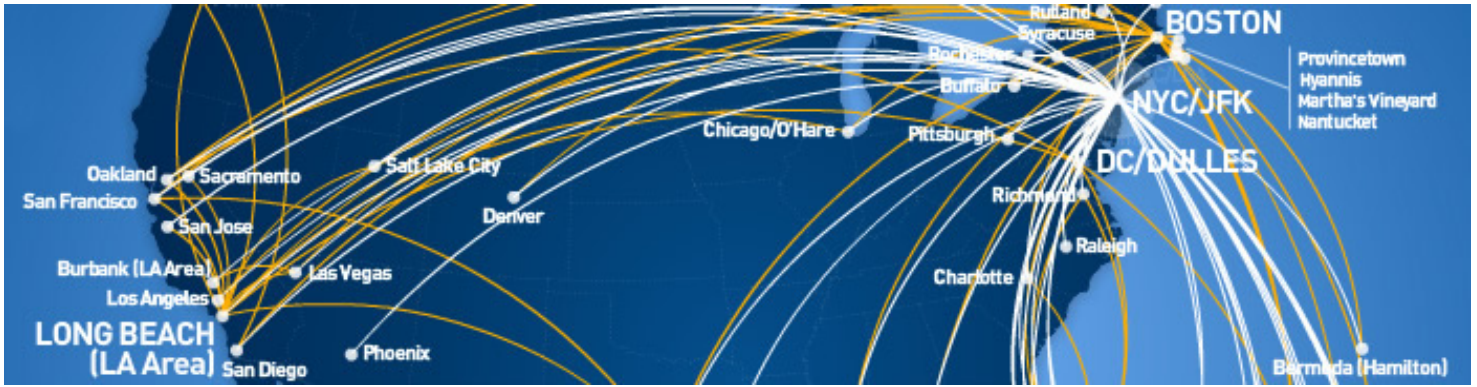 Rutland
BOSTON
Syracuse
Rochester
Provincetown
Hyannis
Buffalo
Martha's Vineyard
NYC/JFK
Nantucket
Chicago/O'Hare
Pittsburgh
DC/DULLES
Oakland
Sacramento
Salt Lake City
San Francisco
Richmond
Denver
San Jose
Raleigh
Burbank (LA Area)
Las Vegas
Charlotte
Los Angeles
LONG BEACH
(LA Area)
San Diego
Phoenix
Bermuda (Hamilton)